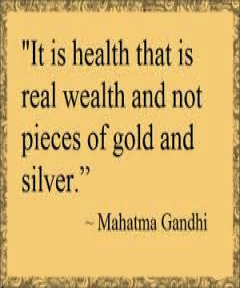 "It is health that is
real wealth and not
pieces of gold and
silver.”
~ Mahatma Gandhi